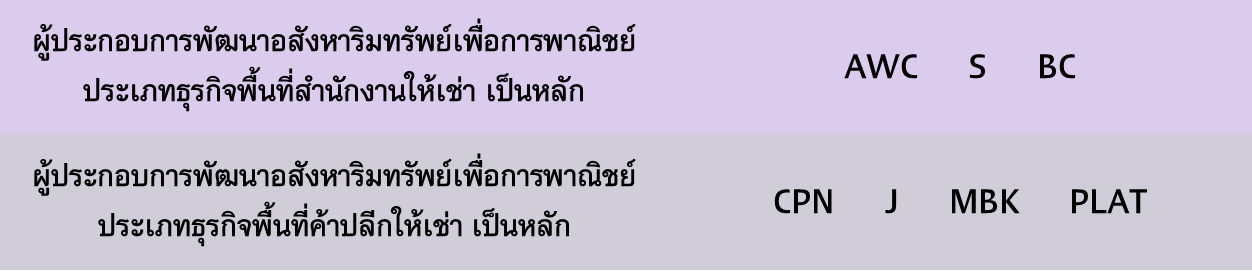 ผู้ประกอบการพัฒนาอสังหาริมทรัพย์เพื่อการพาณิชย์
ประเภทธุรกิจพื้นที่สำนักงานให้เช่า เป็นหลัก
AWC S BC
ผู้ประกอบการพัฒนาอสังหาริมทรัพย์เพื่อการพาณิชย์
ประเภทธุรกิจพื้นที่ค้าปลีกให้เช่า เป็นหลัก
CPN J MBK PLAT